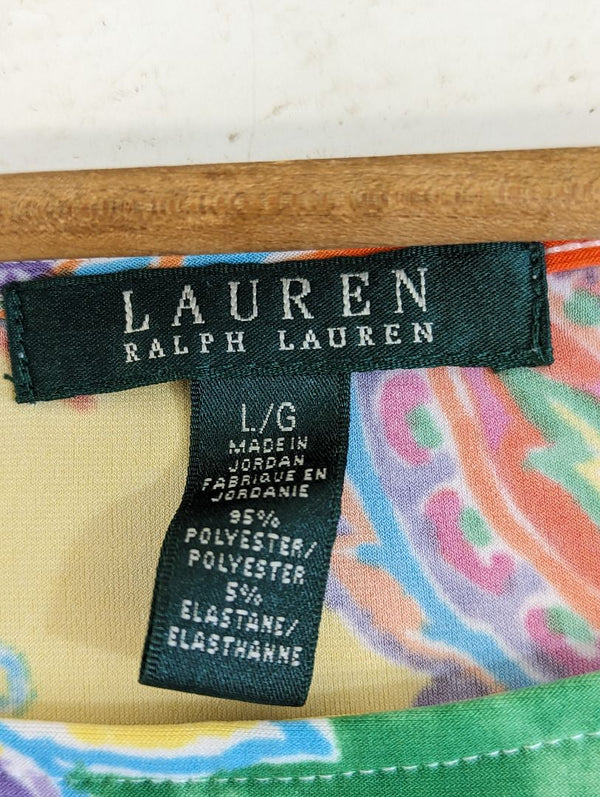 LAUREN
RALPH LAUREN
L/G
MADE IN
JORDAN
FABRIQUE EN
JORDANIE
95%
POLYESTER/
POLYESTER
5%
ELASTANE/
ELASTHANNE